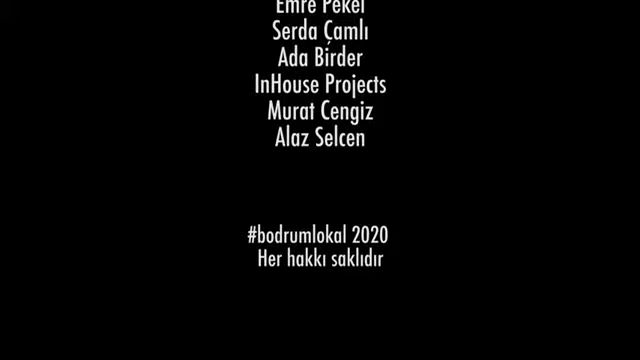 Emre Pekel
Serda Çamlı
Ada Birder
InHouse Projects
Murat Cengiz
Alaz Selcen
#bodrumlokal 2020
Her hakkı saklıdır